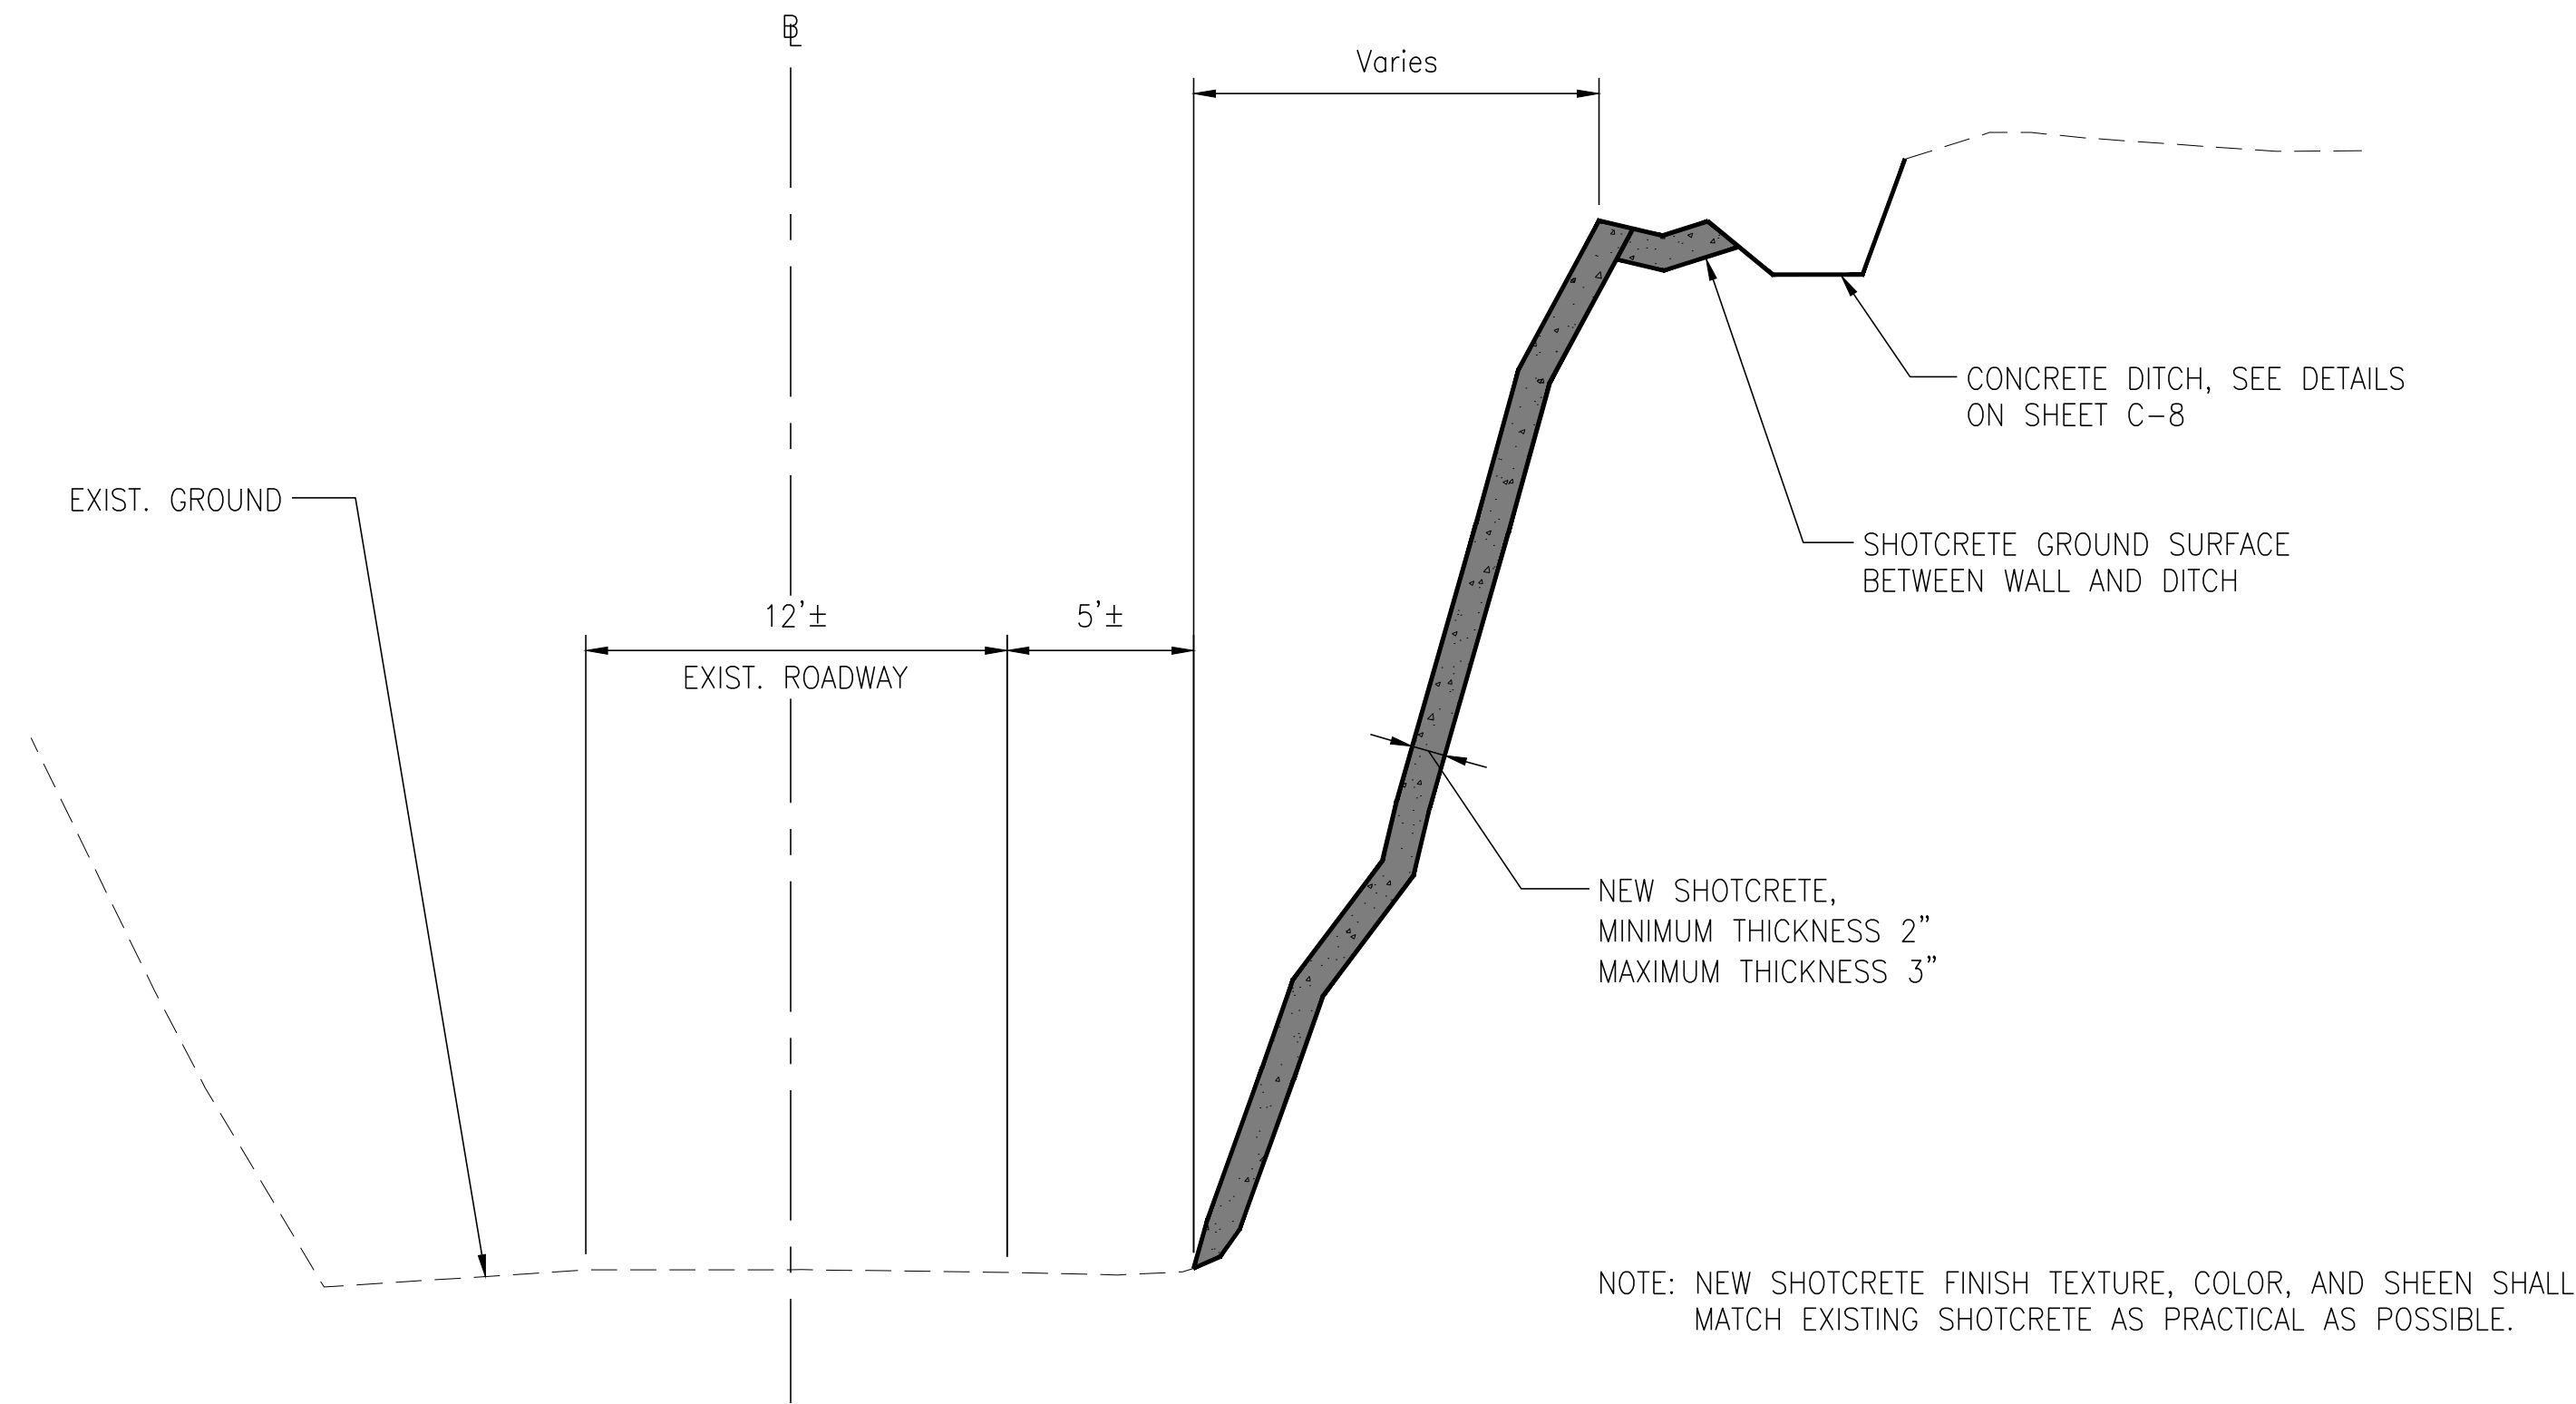 ℄
Varies
CONCRETE DITCH, SEE DETAILS
ON SHEET C-8
EXIST. GROUND
SHOTCRETE GROUND SURFACE
BETWEEN WALL AND DITCH
12'± 5'±
EXIST. ROADWAY
NEW SHOTCRETE,
MINIMUM THICKNESS 2"
MAXIMUM THICKNESS 3"
NOTE: NEW SHOTCRETE FINISH TEXTURE, COLOR, AND SHEEN SHALL
MATCH EXISTING SHOTCRETE AS PRACTICAL AS POSSIBLE.